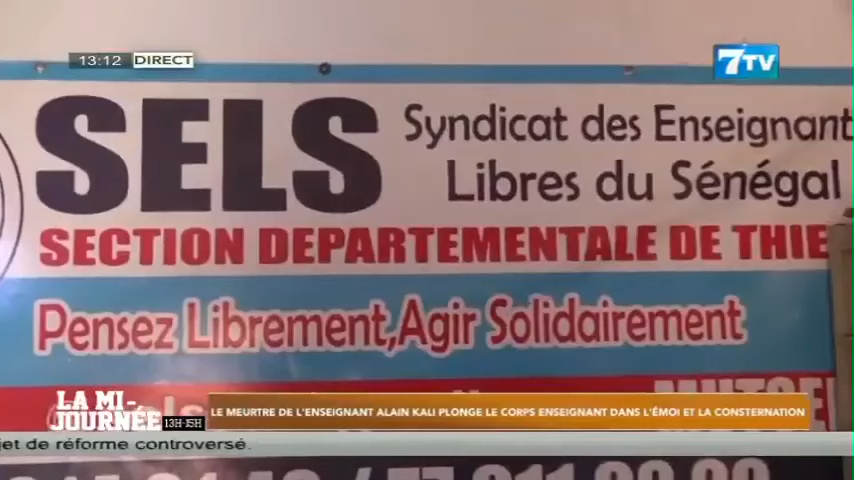 13:12 DIRECT
7TV
SELS
Syndicat des Enseignant
Libres du Sénégal
SECTION DEPARTEMENTALE DE THIE
Pensez Librement,Agir Solidairement
LA MI-
JOURNÉE 13H-15H
LE MEURTRE DE L'ENSEIGNANT ALAIN KALI PLONGE LE CORPS ENSEIGNANT DANS L'ÉMOI ET LA CONSTERNATION
jet de réforme controversé.